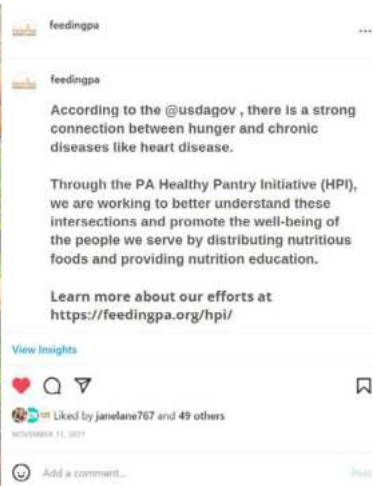 feedingpa
...
feedingpa
According to the @usdagov , there is a strong
connection between hunger and chronic
diseases like heart disease.
Through the PA Healthy Pantry Initiative (HPI),
we are working to better understand these
intersections and promote the well-being of
the people we serve by distributing nutritious
foods and providing nutrition education.
Learn more about our efforts at
https://feedingpa.org/hpi/
View Insights
Liked by janelane767 and 49 others
NOVEMBER 11, 2021
Add a comment...
Post